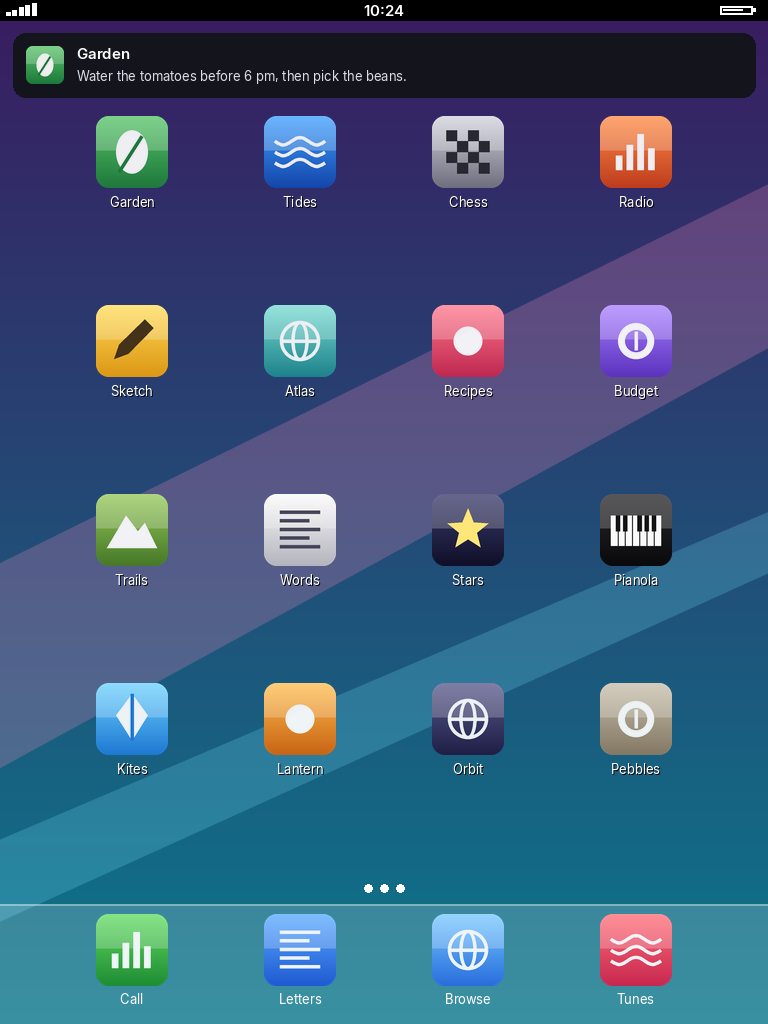 10:24
Garden
Water the tomatoes before 6 pm, then pick the beans.
Garden
Tides
Chess
Radio
Sketch
Atlas
Recipes
Budget
Trails
Words
Stars
Pianola
Kites
Lantern
Orbit
Pebbles
Call
Letters
Browse
Tunes